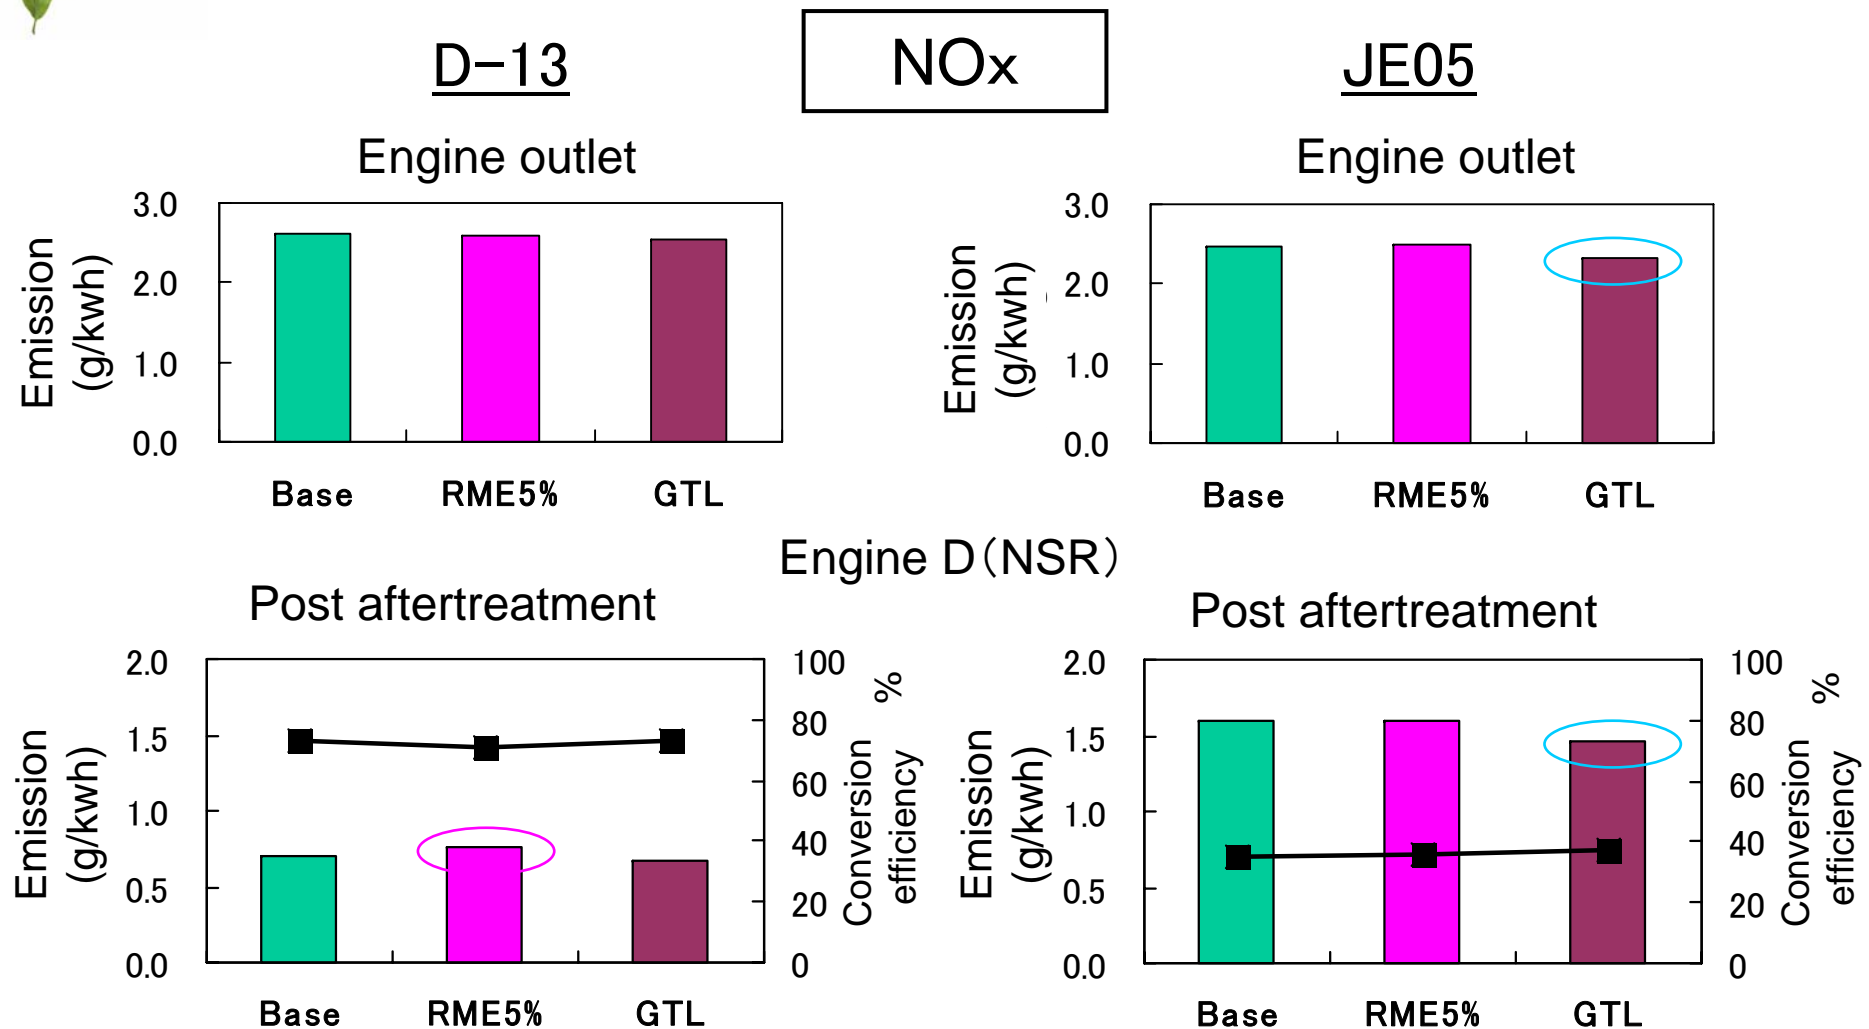 NOx
D-13
JE05
Engine outlet
Emission
(g/kwh)
3.0
2.0
1.0
0.0
Base RME5% GTL
Engine outlet
Emission
(g/kwh)
3.0
2.0
1.0
0.0
Base RME5% GTL
Engine D（NSR）
Post aftertreatment
Emission
(g/kwh)
2.0
1.5
1.0
0.5
0.0
100
80
60
40
20
0
%
Conversion
efficiency
Base RME5% GTL
Post aftertreatment
Emission
(g/kwh)
2.0
1.5
1.0
0.5
0.0
100
80
60
40
20
0
%
Conversion
efficiency
Base RME5% GTL